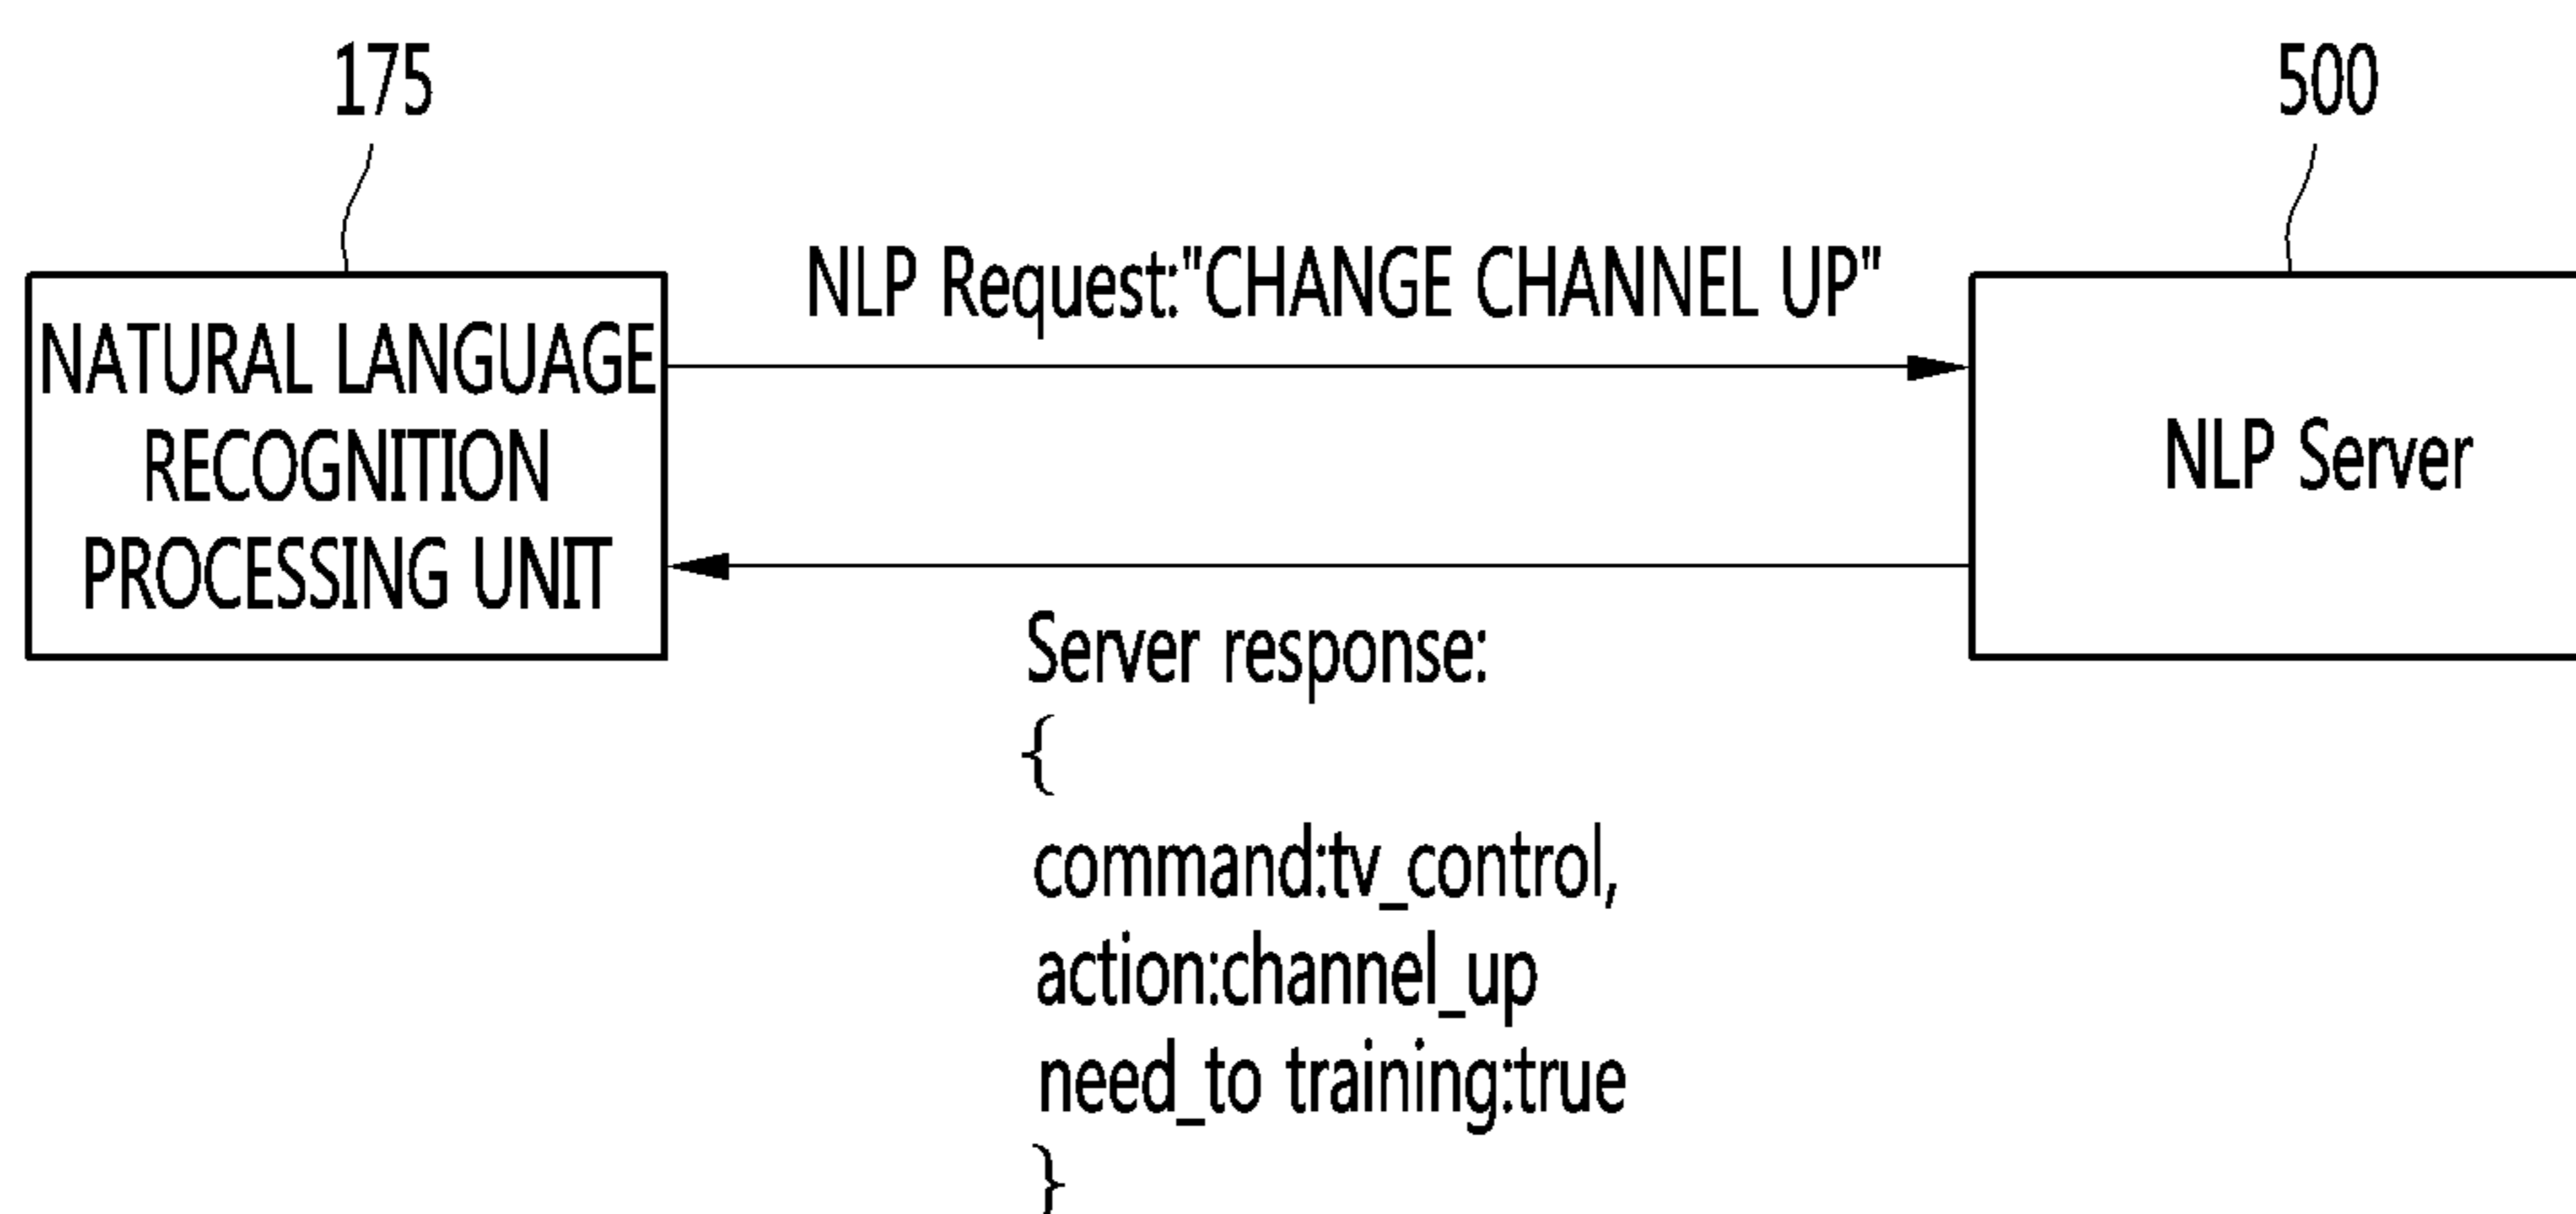 175
500
NLP Request:"CHANGE CHANNEL UP"
NATURAL LANGUAGE
RECOGNITION
PROCESSING UNIT
NLP Server
Server response:
{
command:tv_control,
action:channel_up
need_to training:true
}